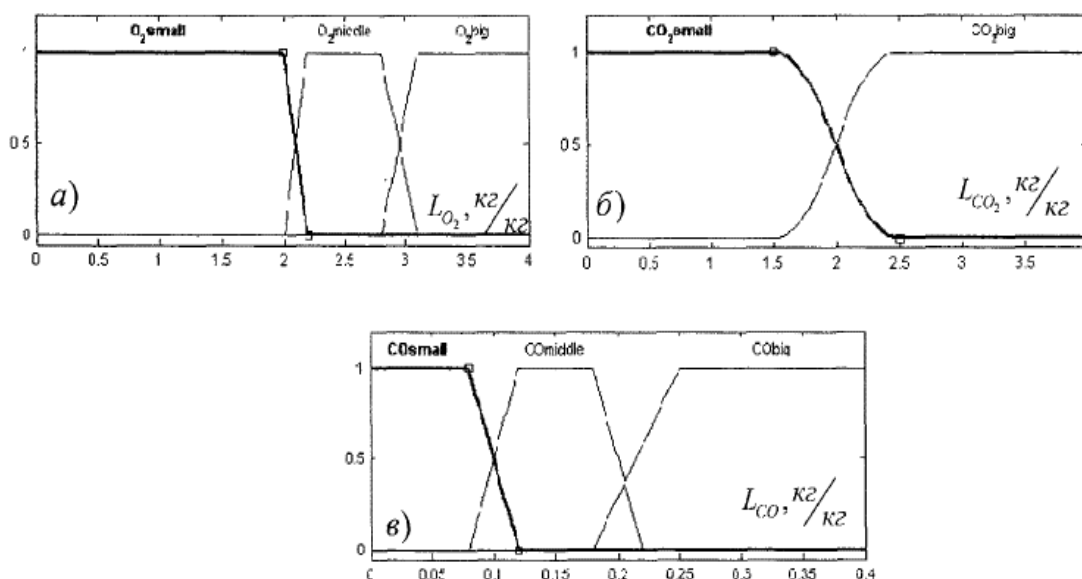 O₂small O₂middle O₂big
1
0.5
0
а)
L_O₂, кг/кг
0 0.5 1 1.5 2 2.5 3 3.5 4
CO₂small CO₂big
1
0.5
0
б)
L_CO₂, кг/кг
0 0.5 1 1.5 2 2.5 3 3.5
COsmall COmiddle CObig
1
0.5
0
в)
L_CO, кг/кг
0 0.05 0.1 0.15 0.2 0.25 0.3 0.35 0.4